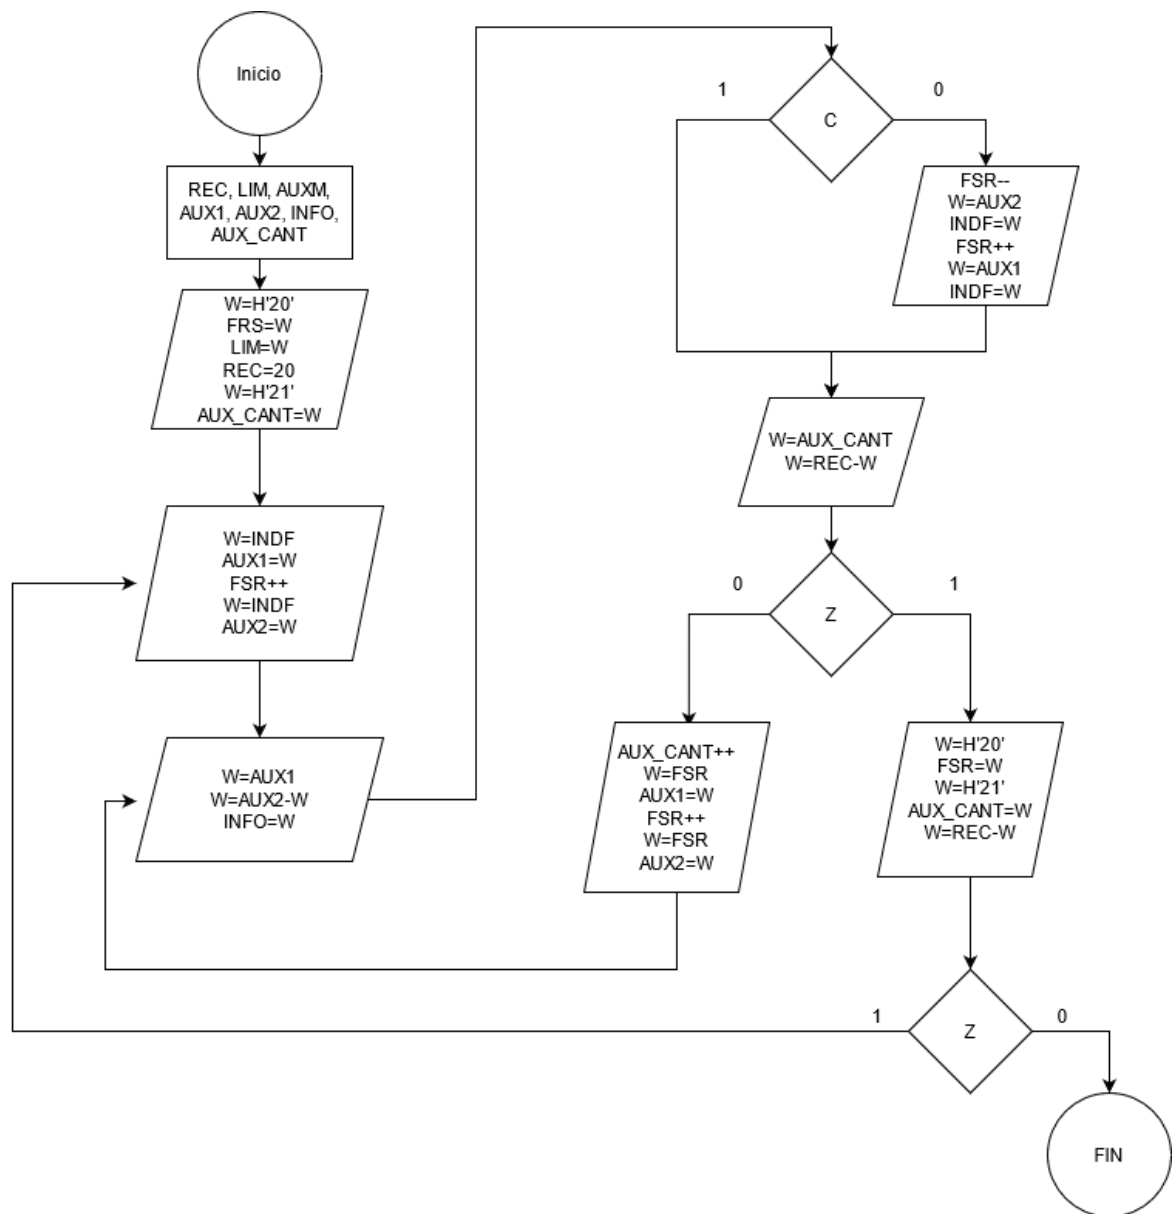 Inicio
REC, LIM, AUXM,
AUX1, AUX2, INFO,
AUX_CANT
W=H'20'
FRS=W
LIM=W
REC=20
W=H'21'
AUX_CANT=W
W=INDF
AUX1=W
FSR++
W=INDF
AUX2=W
W=AUX1
W=AUX2-W
INFO=W
C
1
0
FSR--
W=AUX2
INDF=W
FSR++
W=AUX1
INDF=W
W=AUX_CANT
W=REC-W
Z
0
1
AUX_CANT++
W=FSR
AUX1=W
FSR++
W=FSR
AUX2=W
W=H'20'
FSR=W
W=H'21'
AUX_CANT=W
W=REC-W
Z
1
0
FIN